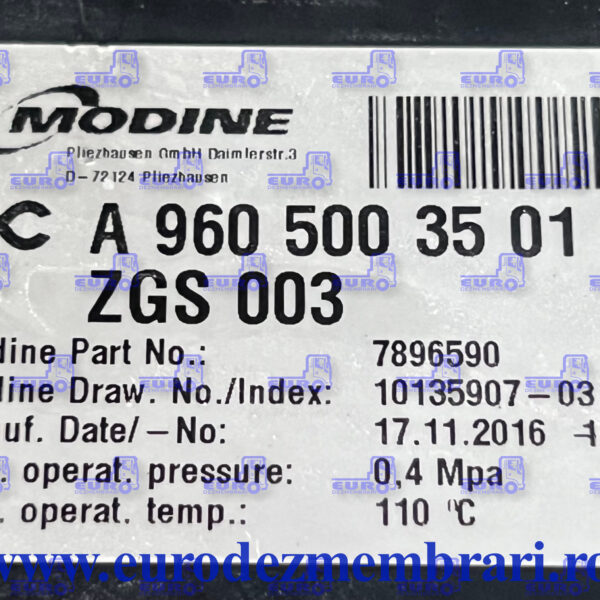 MODINE
Pliezhausen GmbH Daimlerstr.3
D-72124 Pliezhausen
A 960 500 35 01
ZGS 003
dine Part No.: 7896590
dine Draw. No./Index: 10135907-03
uf. Date/-No: 17.11.2016
. operat. pressure: 0,4 Mpa
. operat. temp.: 110 °C
www.eurodezmembrari.ro
EURO
DEZMEMBRARI